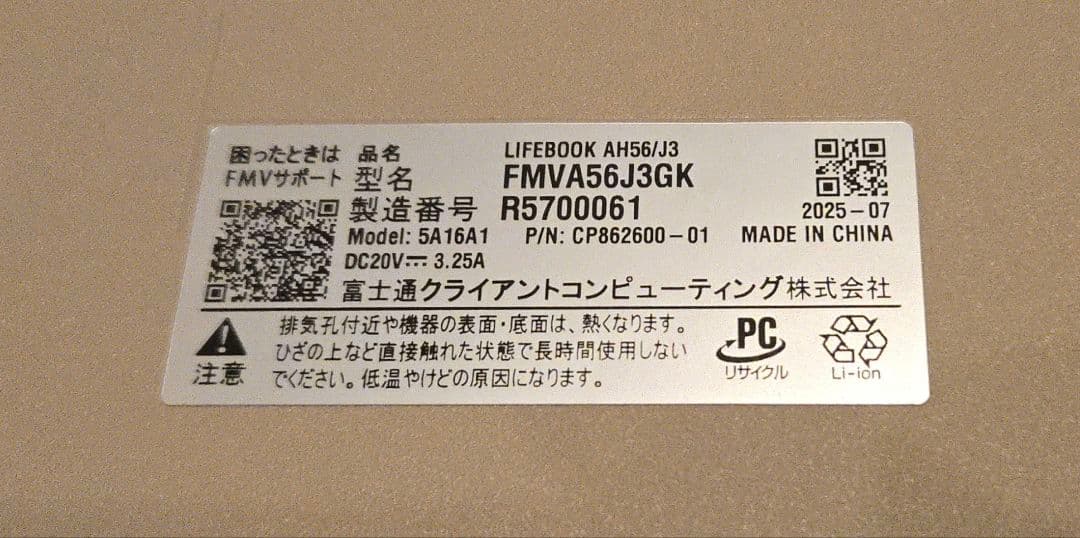 困ったときは 品名 LIFEBOOK AH56/J3
FMVサポート 型名 FMVA56J3GK
製造番号 R5700061 2025-07
Model: 5A16A1 P/N: CP862600-01 MADE IN CHINA
DC20V⎓ 3.25A
富士通クライアントコンピューティング株式会社
注意
排気孔付近や機器の表面・底面は、熱くなります。
ひざの上など直接触れた状態で長時間使用しない
でください。低温やけどの原因になります。
PC
リサイクル
Li-ion